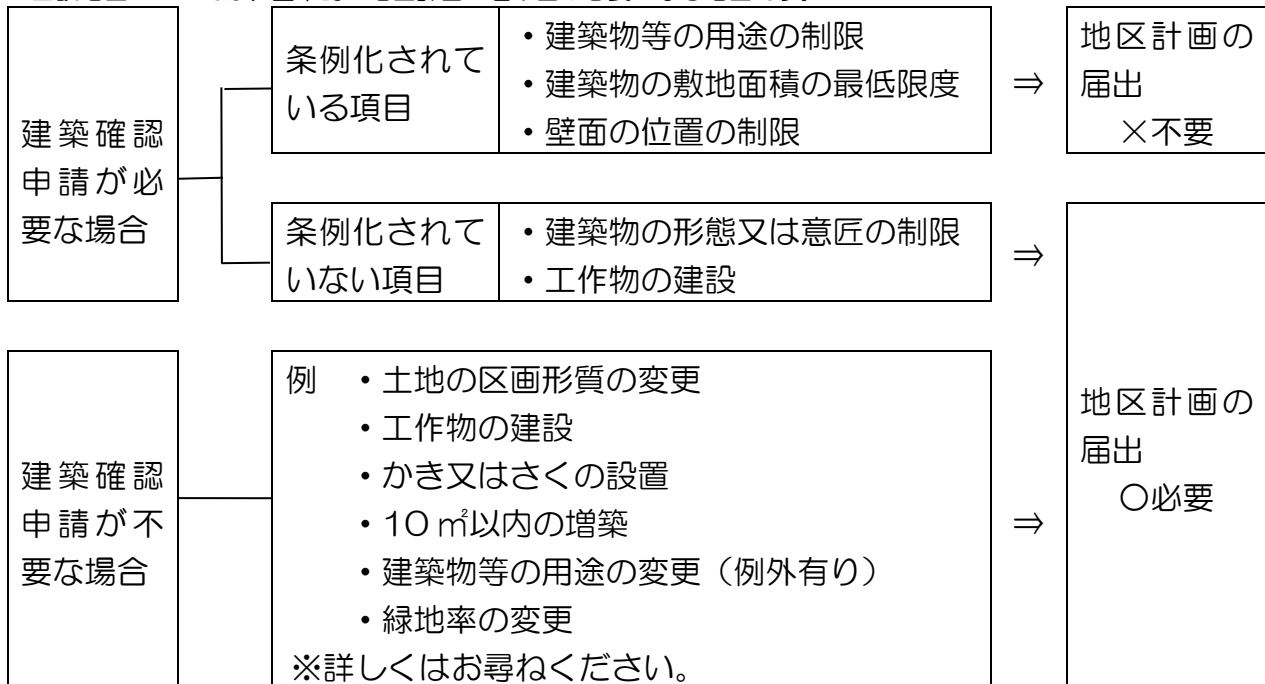 建築確認
申請が必
要な場合
条例化されて
いる項目
・建築物等の用途の制限
・建築物の敷地面積の最低限度
・壁面の位置の制限
⇒
地区計画の
届出
×不要
条例化されて
いない項目
・建築物の形態又は意匠の制限
・工作物の建設
⇒
建築確認
申請が不
要な場合
例 ・土地の区画形質の変更
・工作物の建設
・かき又はさくの設置
・10㎡以内の増築
・建築物等の用途の変更（例外有り）
・緑地率の変更
※詳しくはお尋ねください。
⇒
地区計画の
届出
〇必要